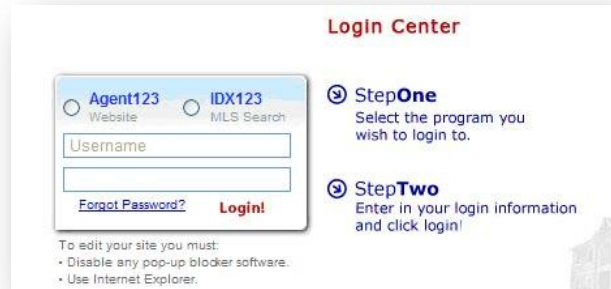 Login Center
Agent123 IDX123
Website MLS Search
Username
Forgot Password? Login!
To edit your site you must:
• Disable any pop-up blocker software.
• Use Internet Explorer.
StepOne
Select the program you
wish to login to.
StepTwo
Enter in your login information
and click login!